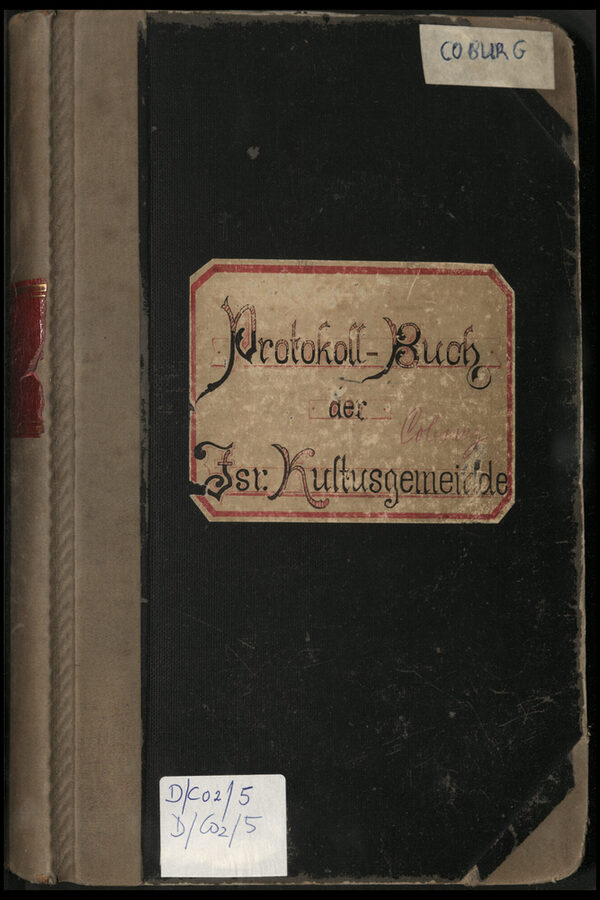 COBURG
Protokoll-Buch
der
Coburg
Isr: Kultusgemeinde
D/Co2/5
D/Co2/5